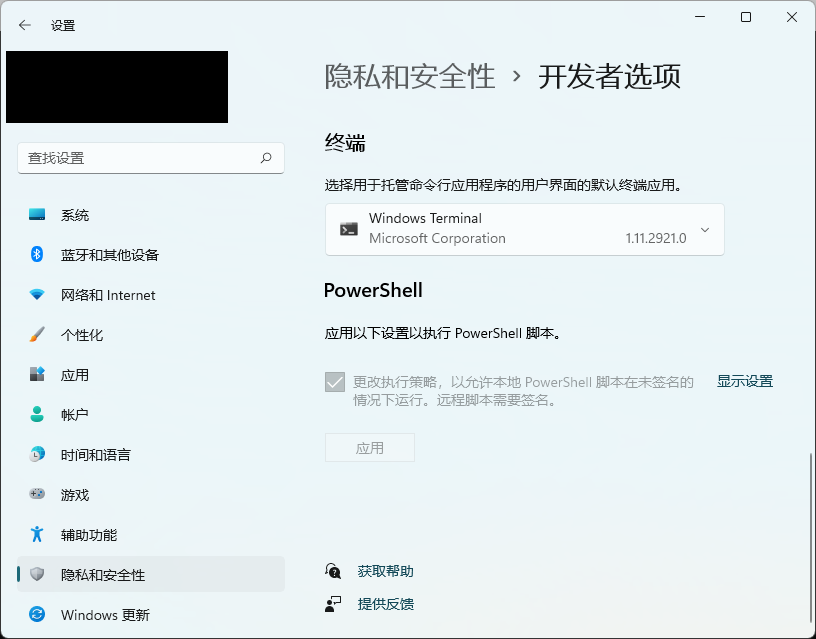 设置
查找设置
系统
蓝牙和其他设备
网络和 Internet
个性化
应用
帐户
时间和语言
游戏
辅助功能
隐私和安全性
Windows 更新
隐私和安全性 › 开发者选项
终端
选择用于托管命令行应用程序的用户界面的默认终端应用。
Windows Terminal
Microsoft Corporation 1.11.2921.0
PowerShell
应用以下设置以执行 PowerShell 脚本。
更改执行策略，以允许本地 PowerShell 脚本在未签名的
情况下运行。远程脚本需要签名。
显示设置
应用
获取帮助
提供反馈